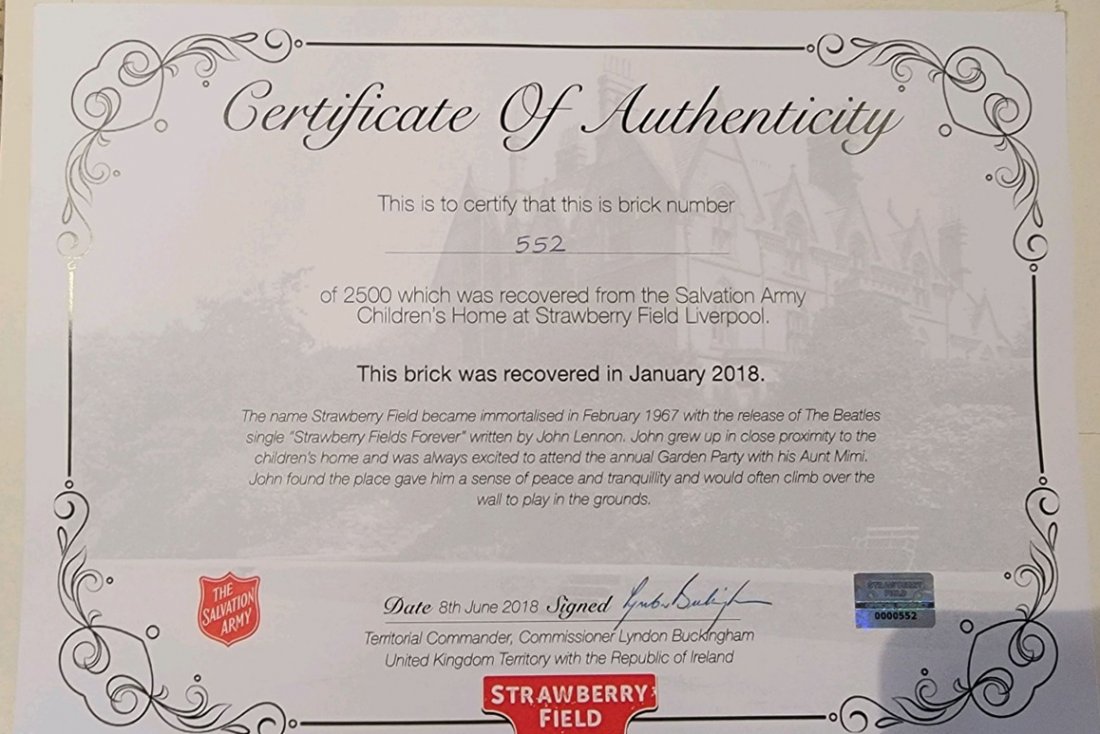 Certificate Of Authenticity
This is to certify that this is brick number
552
of 2500 which was recovered from the Salvation Army
Children's Home at Strawberry Field Liverpool.
This brick was recovered in January 2018.
The name Strawberry Field became immortalised in February 1967 with the release of The Beatles
single "Strawberry Fields Forever" written by John Lennon. John grew up in close proximity to the
children's home and was always excited to attend the annual Garden Party with his Aunt Mimi.
John found the place gave him a sense of peace and tranquillity and would often climb over the
wall to play in the grounds.
THE
SALVATION
ARMY
Date 8th June 2018 Signed Lyndon Buckingham
Territorial Commander, Commissioner Lyndon Buckingham
United Kingdom Territory with the Republic of Ireland
STRAWBERRY
FIELD
0000552
STRAWBERRY
FIELD